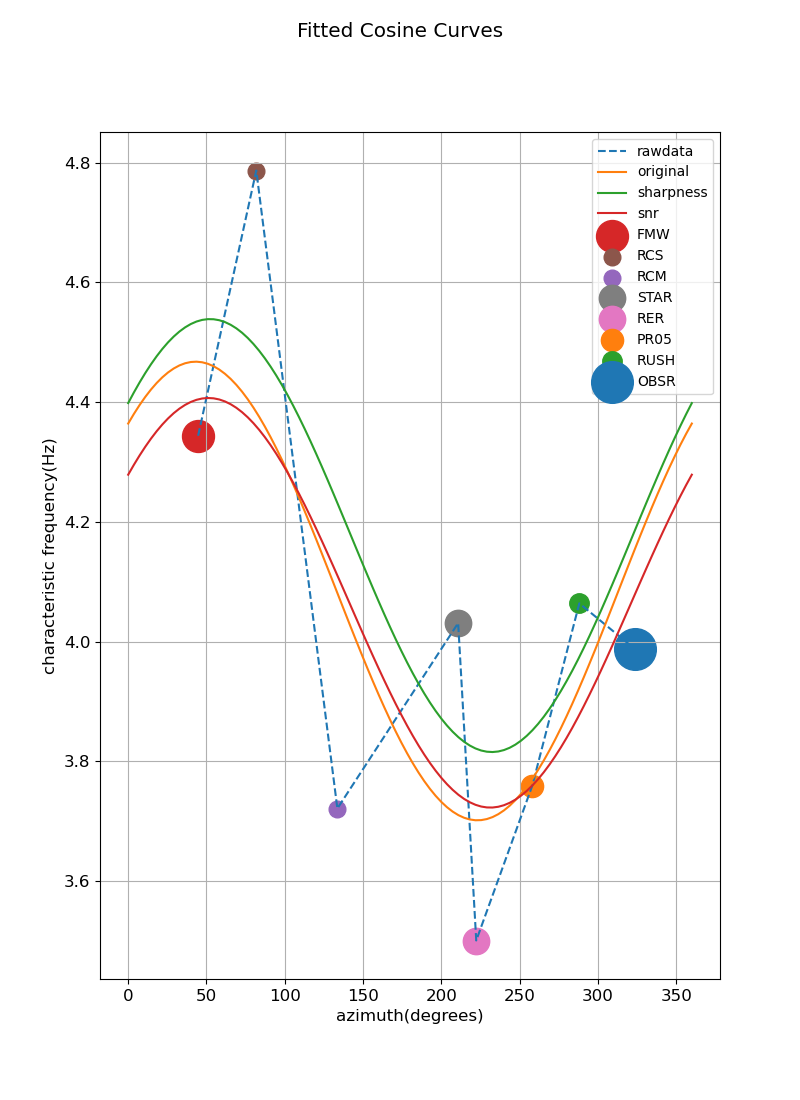 Fitted Cosine Curves
rawdata
original
sharpness
snr
FMW
RCS
RCM
STAR
RER
PR05
RUSH
OBSR
characteristic frequency(Hz)
4.8
4.6
4.4
4.2
4.0
3.8
3.6
0 50 100 150 200 250 300 350
azimuth(degrees)